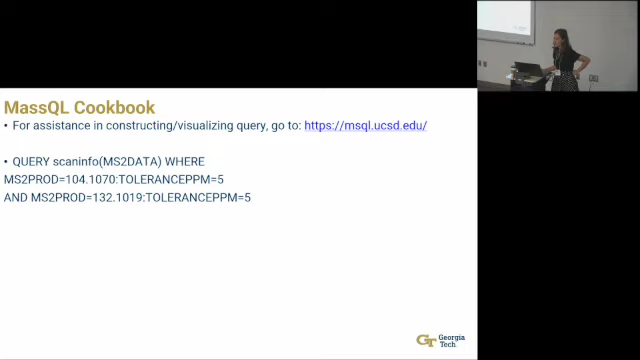 MassQL Cookbook
• For assistance in constructing/visualizing query, go to: https://msql.ucsd.edu/
• QUERY scaninfo(MS2DATA) WHERE
MS2PROD=104.1070:TOLERANCEPPM=5
AND MS2PROD=132.1019:TOLERANCEPPM=5
GT Georgia
Tech